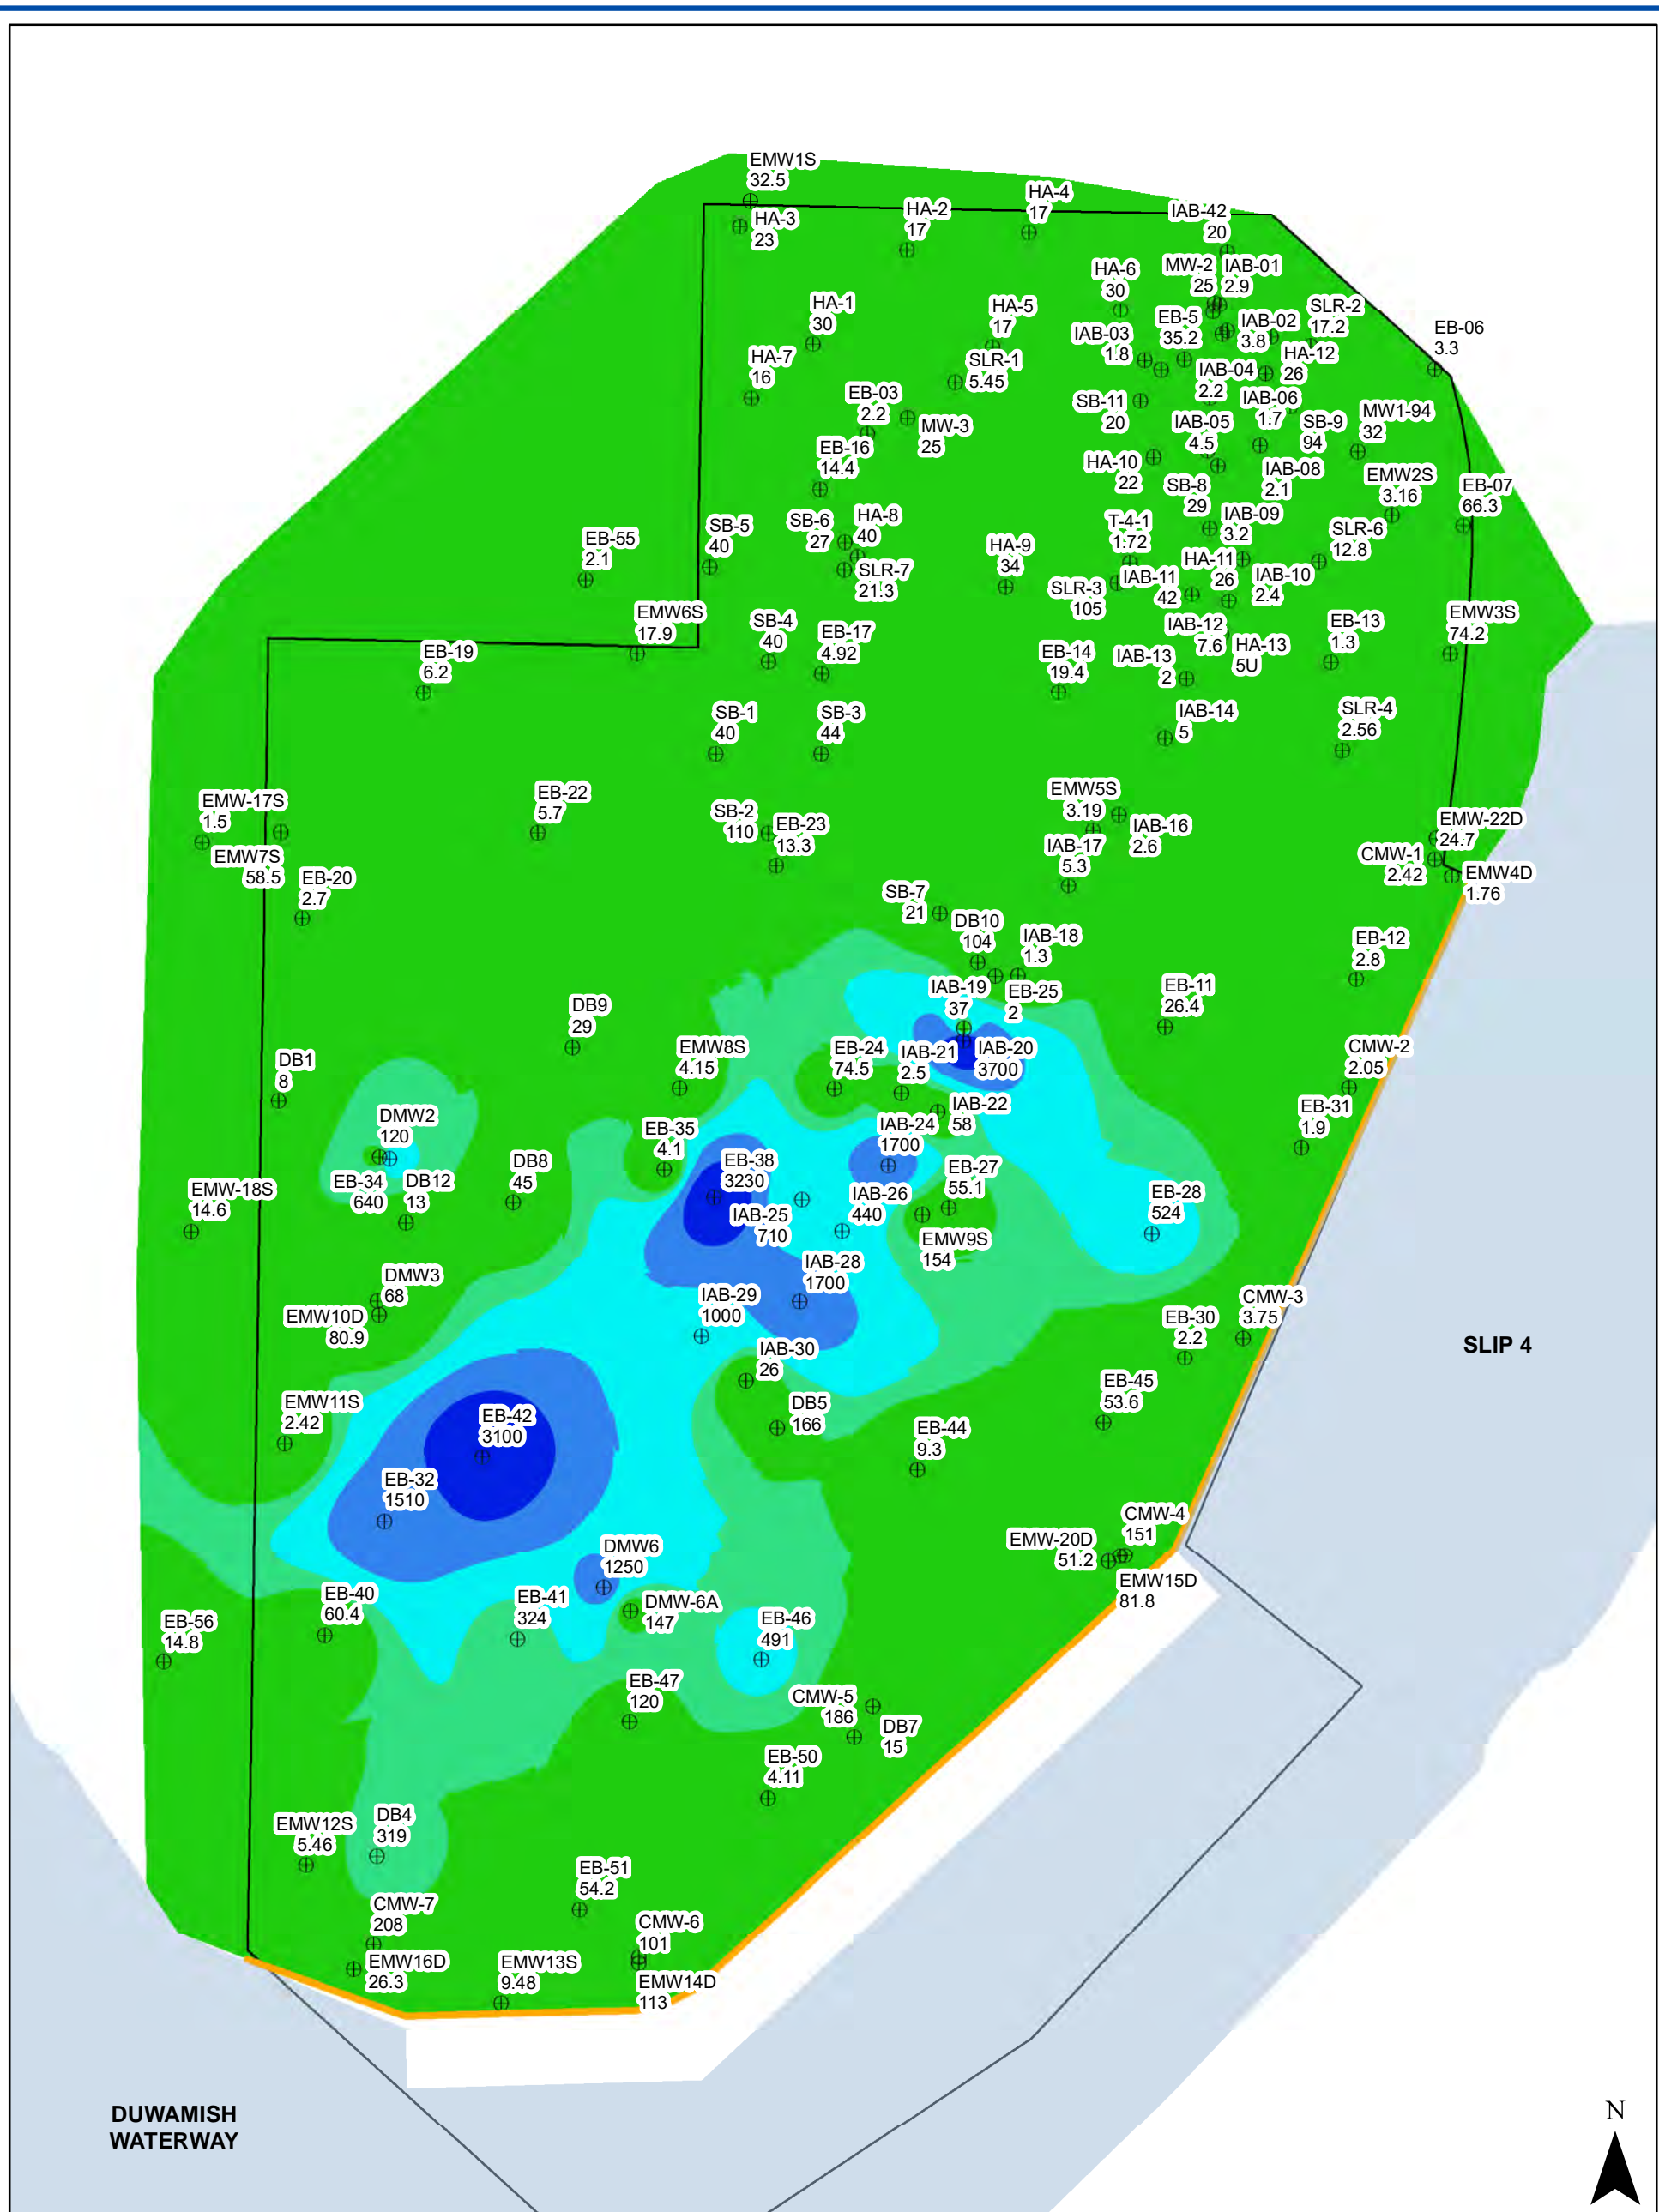 EMW1S
32.5
HA-3
23
HA-2
17
HA-4
17
IAB-42
20
HA-6
30
MW-2
25
IAB-01
2.9
HA-1
30
HA-5
17
IAB-03
1.8
EB-5
35.2
IAB-02
3.8
SLR-2
17.2
EB-06
3.3
HA-7
16
SLR-1
5.45
HA-12
26
IAB-04
2.2
EB-03
2.2
MW-3
25
SB-11
20
IAB-06
1.7
IAB-05
4.5
SB-9
94
MW1-94
32
EB-16
14.4
HA-10
22
SB-8
29
IAB-08
2.1
EMW2S
3.16
EB-07
66.3
EB-55
2.1
SB-5
40
SB-6
27
HA-8
40
SLR-7
21.3
HA-9
34
T-4-1
1.72
IAB-09
3.2
SLR-6
12.8
HA-11
26
SLR-3
105
IAB-11
42
IAB-10
2.4
EMW6S
17.9
SB-4
40
EB-17
4.92
EB-14
19.4
IAB-12
7.6
IAB-13
2
HA-13
5U
EB-13
1.3
EMW3S
74.2
EB-19
6.2
SB-1
40
SB-3
44
IAB-14
5
SLR-4
2.56
EMW-17S
1.5
EB-22
5.7
SB-2
110
EB-23
13.3
EMW5S
3.19
IAB-16
2.6
IAB-17
5.3
EMW-22D
24.7
CMW-1
2.42
EMW4D
1.76
EMW7S
58.5
EB-20
2.7
SB-7
21
DB10
104
IAB-18
1.3
EB-12
2.8
IAB-19
37
EB-25
2
EB-11
26.4
DB9
29
EMW8S
4.15
EB-24
74.5
IAB-21
2.5
IAB-20
3700
CMW-2
2.05
DB1
8
IAB-22
58
EB-31
1.9
DMW2
120
EB-35
4.1
IAB-24
1700
EB-34
640
DB12
13
DB8
45
EB-38
3230
EB-27
55.1
EMW-18S
14.6
IAB-25
710
IAB-26
440
EMW9S
154
EB-28
524
DMW3
68
IAB-28
1700
EMW10D
80.9
IAB-29
1000
CMW-3
3.75
EB-30
2.2
SLIP 4
IAB-30
26
EB-45
53.6
EMW11S
2.42
EB-42
3100
DB5
166
EB-44
9.3
EB-32
1510
CMW-4
151
EMW-20D
51.2
DMW6
1250
EMW15D
81.8
EB-40
60.4
EB-41
324
DMW-6A
147
EB-56
14.8
EB-46
491
EB-47
120
CMW-5
186
DB7
15
EB-50
4.11
EMW12S
5.46
DB4
319
EB-51
54.2
CMW-7
208
CMW-6
101
EMW16D
26.3
EMW13S
9.48
EMW14D
113
DUWAMISH
WATERWAY
N